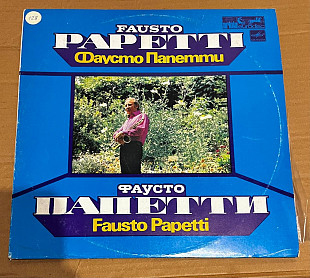 FAUSTO
PAPETTI
Фаусто Папетти
ФАУСТО
ПАПЕТТИ
Fausto Papetti